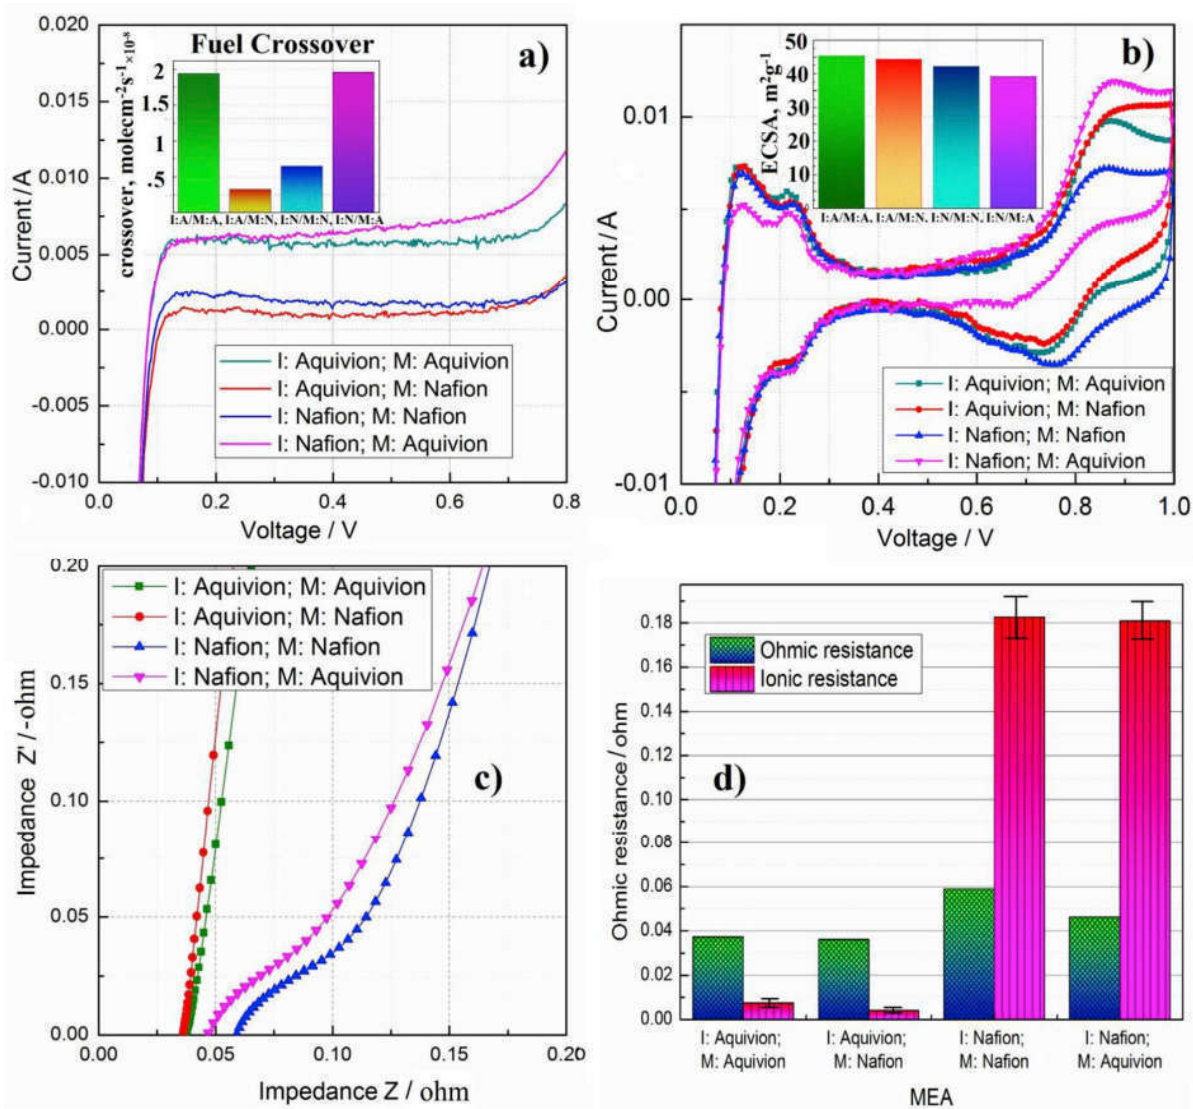 Fuel Crossover
a)
crossover, molecm⁻²s⁻¹×10⁻⁸
2
1.5
1
.5
I:A/M:A, I:A/M:N, I:N/M:N, I:N/M:A
0.020
0.015
0.010
0.005
0.000
-0.005
-0.010
Current / A
I: Aquivion; M: Aquivion
I: Aquivion; M: Nafion
I: Nafion; M: Nafion
I: Nafion; M: Aquivion
0.0 0.2 0.4 0.6 0.8
Voltage / V
b)
ECSA, m²g⁻¹
50
45
40
35
30
25
20
15
10
5
0
I:A/M:A, I:A/M:N, I:N/M:N, I:N/M:A
0.01
0.00
-0.01
Current / A
I: Aquivion; M: Aquivion
I: Aquivion; M: Nafion
I: Nafion; M: Nafion
I: Nafion; M: Aquivion
0.0 0.2 0.4 0.6 0.8 1.0
Voltage / V
0.20
0.15
0.10
0.05
0.00
Impedance Z' / -ohm
I: Aquivion; M: Aquivion
I: Aquivion; M: Nafion
I: Nafion; M: Nafion
I: Nafion; M: Aquivion
c)
0.00 0.05 0.10 0.15 0.20
Impedance Z / ohm
0.18
0.16
0.14
0.12
0.10
0.08
0.06
0.04
0.02
0.00
Ohmic resistance / ohm
Ohmic resistance
Ionic resistance
d)
I: Aquivion; I: Aquivion; I: Nafion; I: Nafion;
M: Aquivion M: Nafion M: Nafion M: Aquivion
MEA